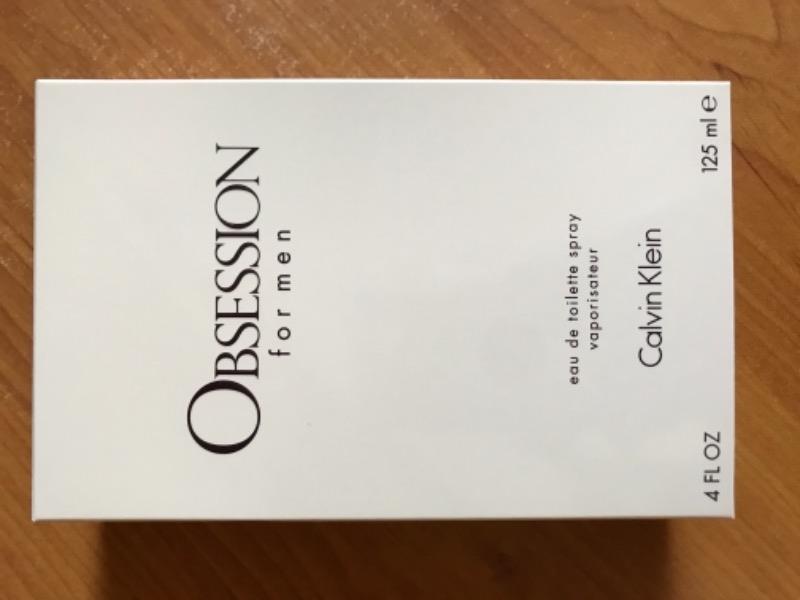 OBSESSION
for men
eau de toilette spray
vaporisateur
Calvin Klein
4 FL OZ 125 ml ℮